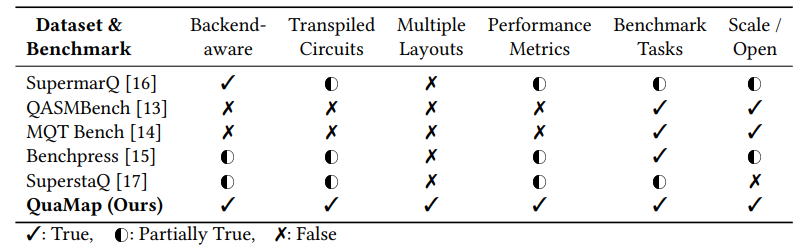 Dataset & Backend- Transpiled Multiple Performance Benchmark Scale /
Benchmark aware Circuits Layouts Metrics Tasks Open
SupermarQ [16] ✓ ◐ ✗ ◐ ◐ ◐
QASMBench [13] ✗ ✗ ✗ ✗ ✓ ✓
MQT Bench [14] ✗ ✗ ✗ ✗ ✓ ✓
Benchpress [15] ◐ ◐ ✗ ◐ ✓ ◐
SuperstaQ [17] ◐ ◐ ✗ ◐ ◐ ✗
QuaMap (Ours) ✓ ✓ ✓ ✓ ✓ ✓
✓: True, ◐: Partially True, ✗: False